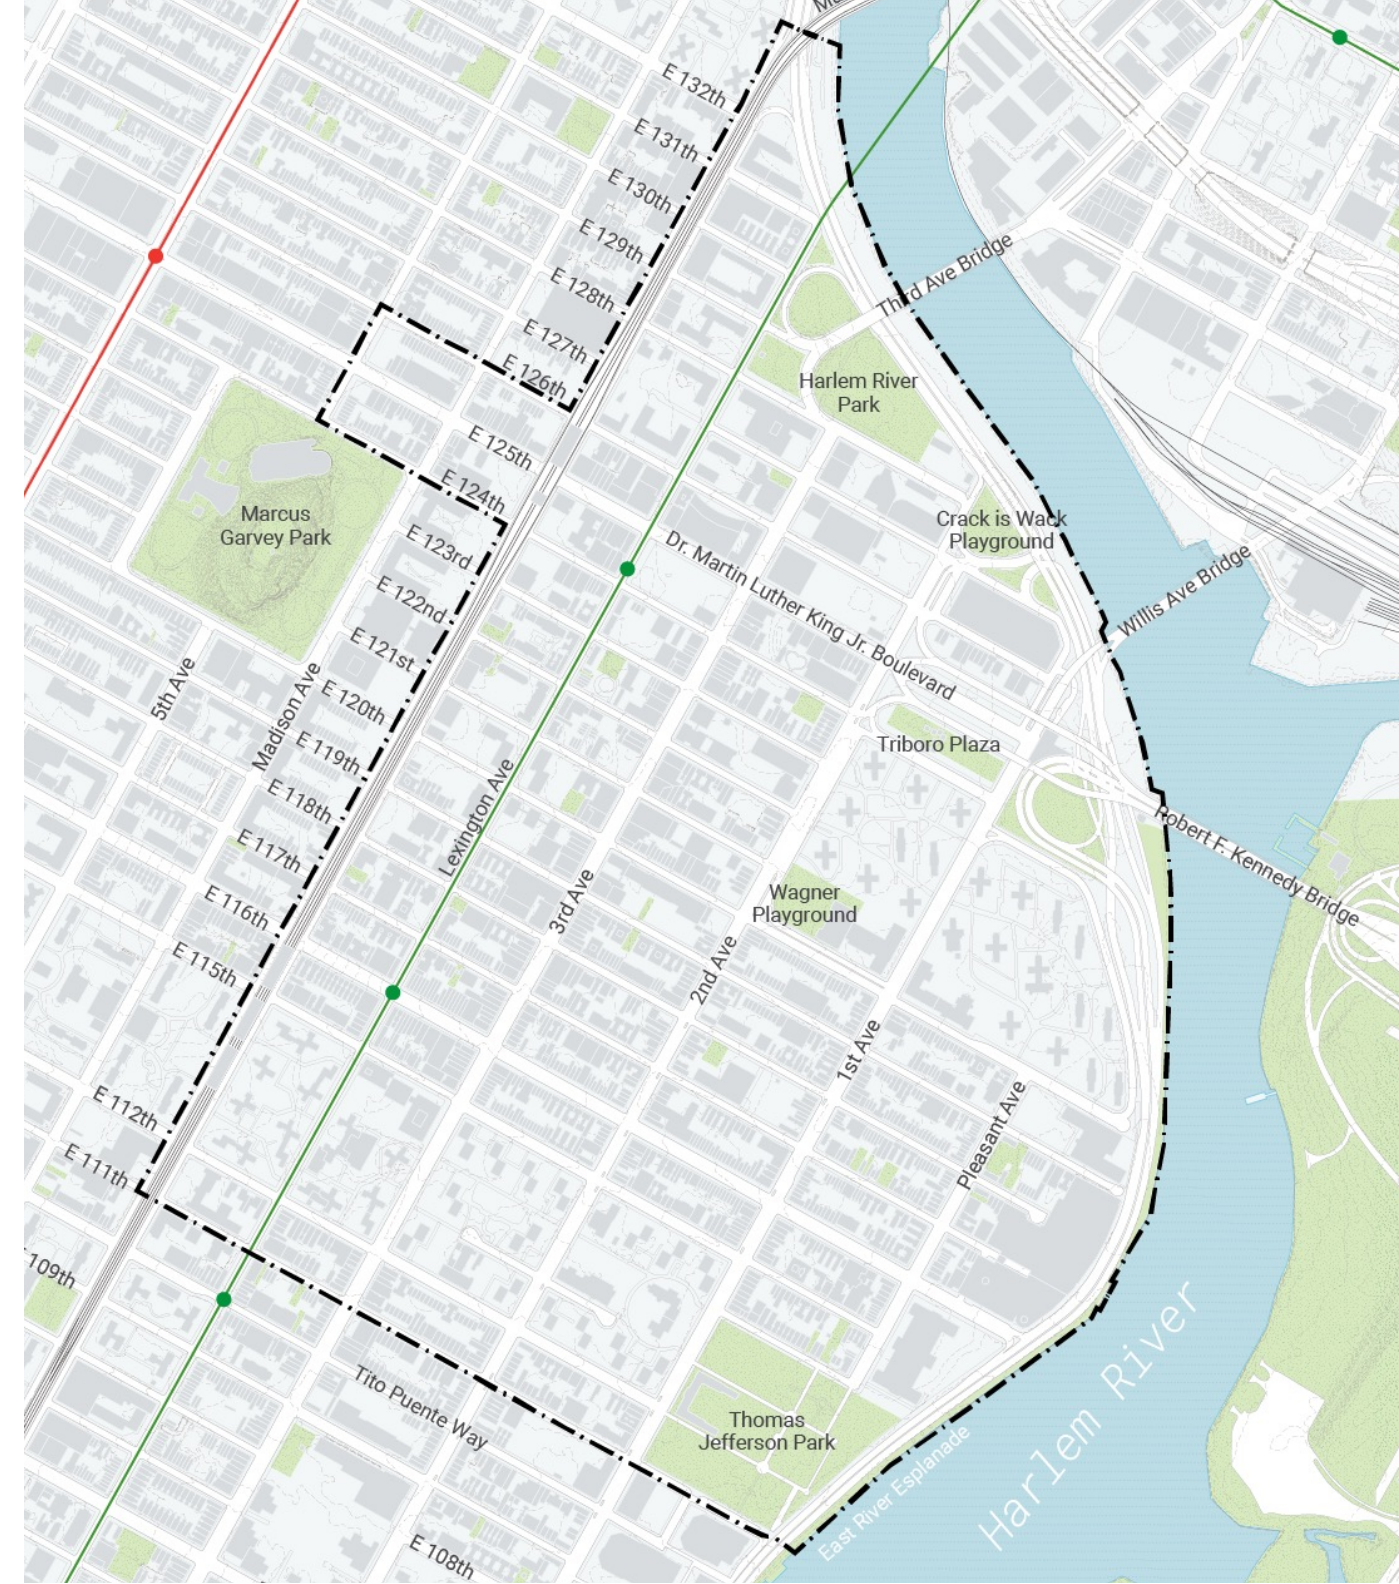 E 132th
E 131th
E 130th
E 129th
E 128th
E 127th
E 126th
Third Ave Bridge
Harlem River
Park
E 125th
E 124th
Marcus
Garvey Park
E 123rd
Crack is Wack
Playground
Dr. Martin Luther King Jr. Boulevard
Willis Ave Bridge
E 122nd
E 121st
E 120th
5th Ave
Madison Ave
E 119th
Triboro Plaza
E 118th
Lexington Ave
Robert F. Kennedy Bridge
E 117th
E 116th
3rd Ave
Wagner
Playground
E 115th
2nd Ave
1st Ave
E 112th
Pleasant Ave
E 111th
109th
Harlem River
Tito Puente Way
Thomas
Jefferson Park
East River Esplanade
E 108th